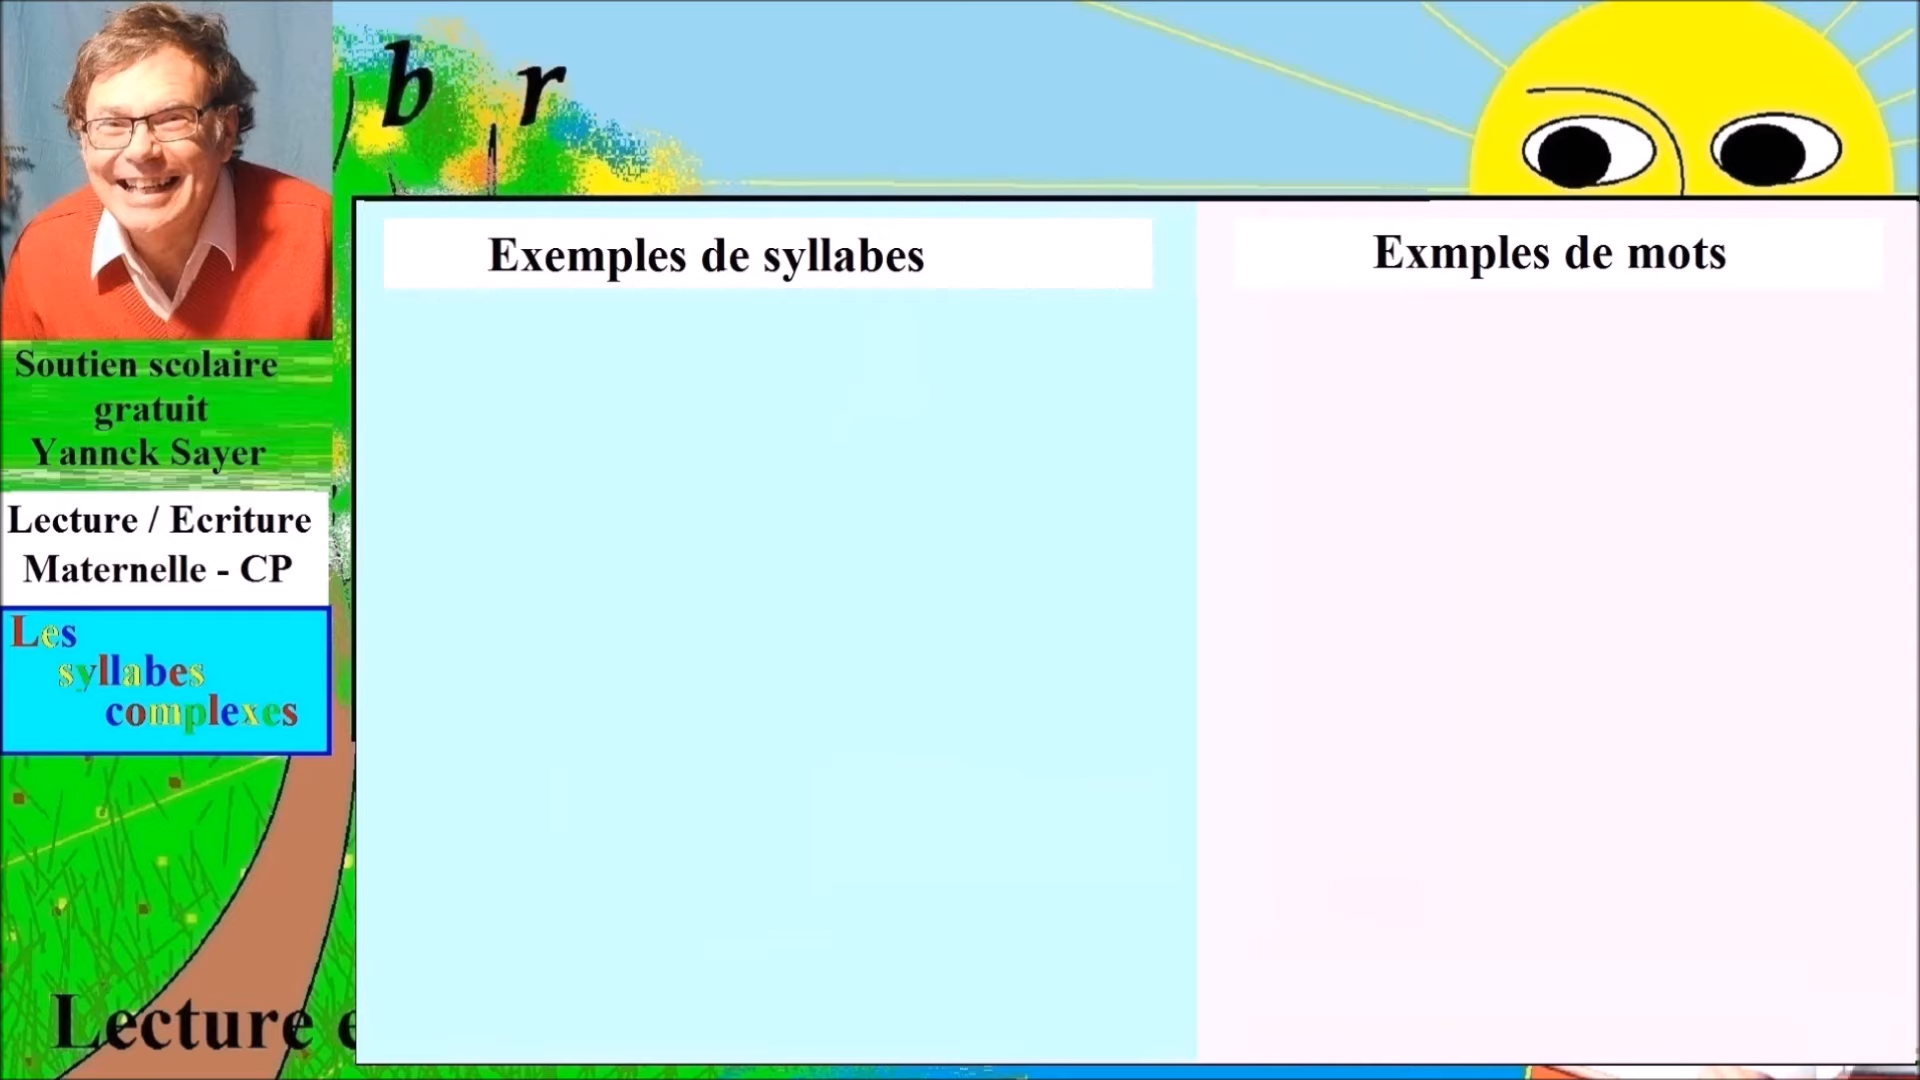 b r
Exemples de syllabes
Exmples de mots
Soutien scolaire
gratuit
Yannck Sayer
Lecture / Ecriture
Maternelle - CP
Les
syllabes
complexes
Lecture e